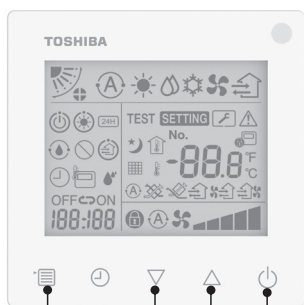 TOSHIBA
A
24H
TEST SETTING
No.
-88.8 °F °C
A
OFF ON
188:188
A